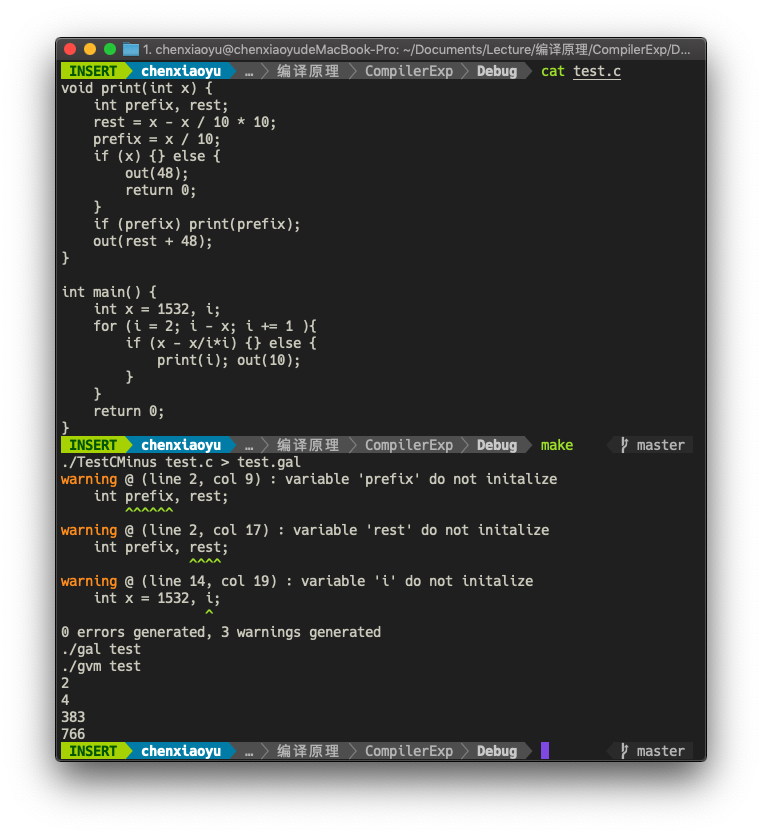 1. chenxiaoyu@chenxiaoyudeMacBook-Pro: ~/Documents/Lecture/编译原理/CompilerExp/D...
INSERT chenxiaoyu … 编译原理 CompilerExp Debug cat test.c
void print(int x) {
    int prefix, rest;
    rest = x - x / 10 * 10;
    prefix = x / 10;
    if (x) {} else {
        out(48);
        return 0;
    }
    if (prefix) print(prefix);
    out(rest + 48);
}

int main() {
    int x = 1532, i;
    for (i = 2; i - x; i += 1 ){
        if (x - x/i*i) {} else {
            print(i); out(10);
        }
    }
    return 0;
}
INSERT chenxiaoyu … 编译原理 CompilerExp Debug make master
./TestCMinus test.c > test.gal
warning @ (line 2, col 9) : variable 'prefix' do not initalize
    int prefix, rest;
        ^^^^^^
warning @ (line 2, col 17) : variable 'rest' do not initalize
    int prefix, rest;
                ^^^^
warning @ (line 14, col 19) : variable 'i' do not initalize
    int x = 1532, i;
                  ^
0 errors generated, 3 warnings generated
./gal test
./gvm test
2
4
383
766
INSERT chenxiaoyu … 编译原理 CompilerExp Debug master